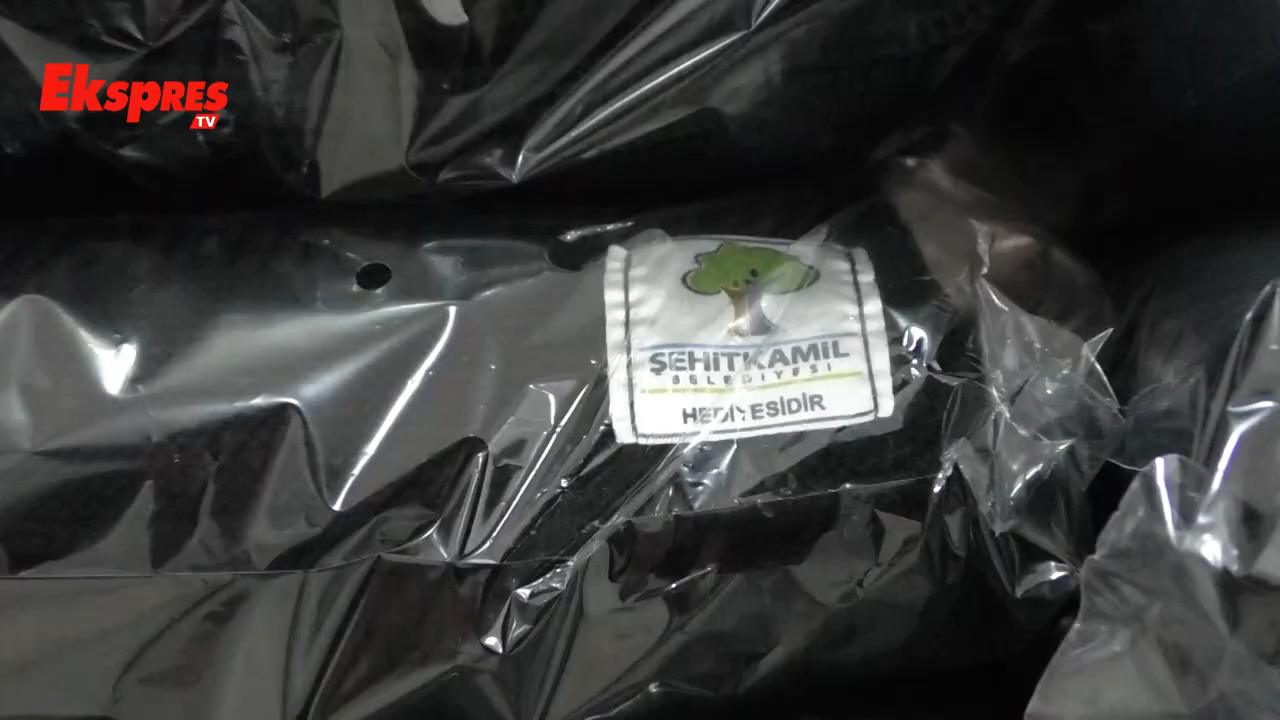 EKSPRES
TV
ŞEHİTKAMİL
BELEDİYESİ
HEDİYESİDİR